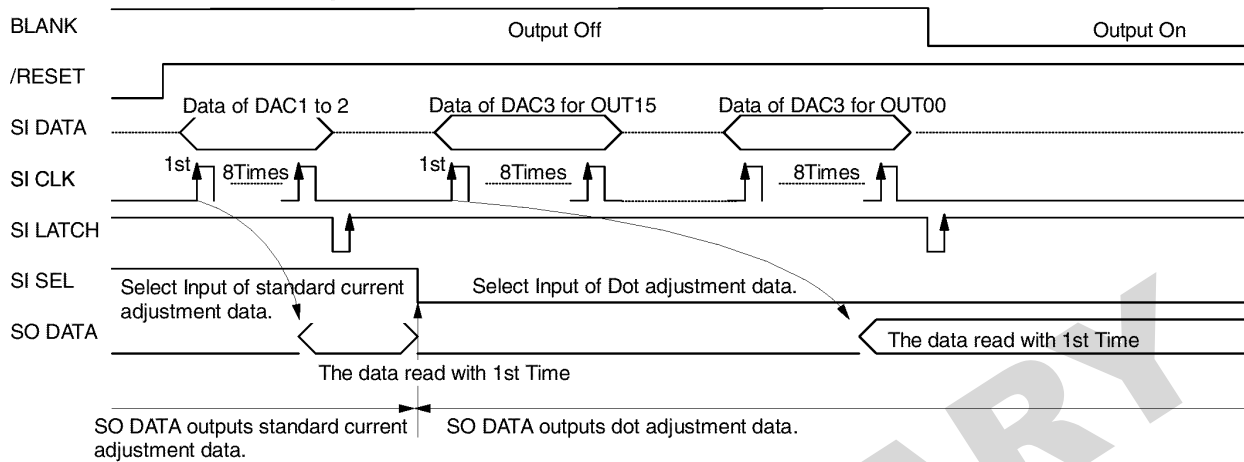 BLANK
Output Off
Output On
/RESET
Data of DAC1 to 2
Data of DAC3 for OUT15
Data of DAC3 for OUT00
SI DATA
1st
8Times
1st
8Times
8Times
SI CLK
SI LATCH
SI SEL
Select Input of standard current
adjustment data.
Select Input of Dot adjustment data.
SO DATA
The data read with 1st Time
The data read with 1st Time
SO DATA outputs standard current
adjustment data.
SO DATA outputs dot adjustment data.
ARY